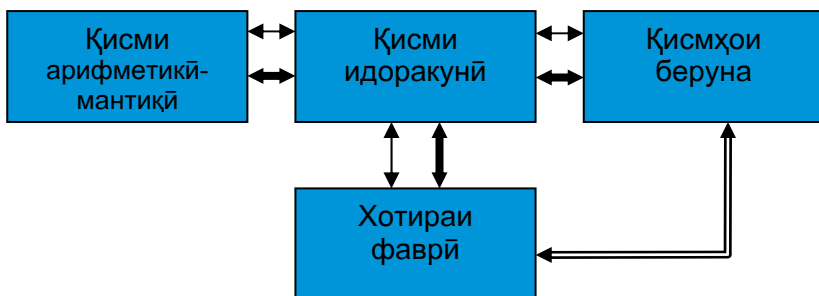 Қисми
арифметикӣ-
мантиқӣ
Қисми
идоракунӣ
Қисмҳои
беруна
Хотираи
фаврӣ